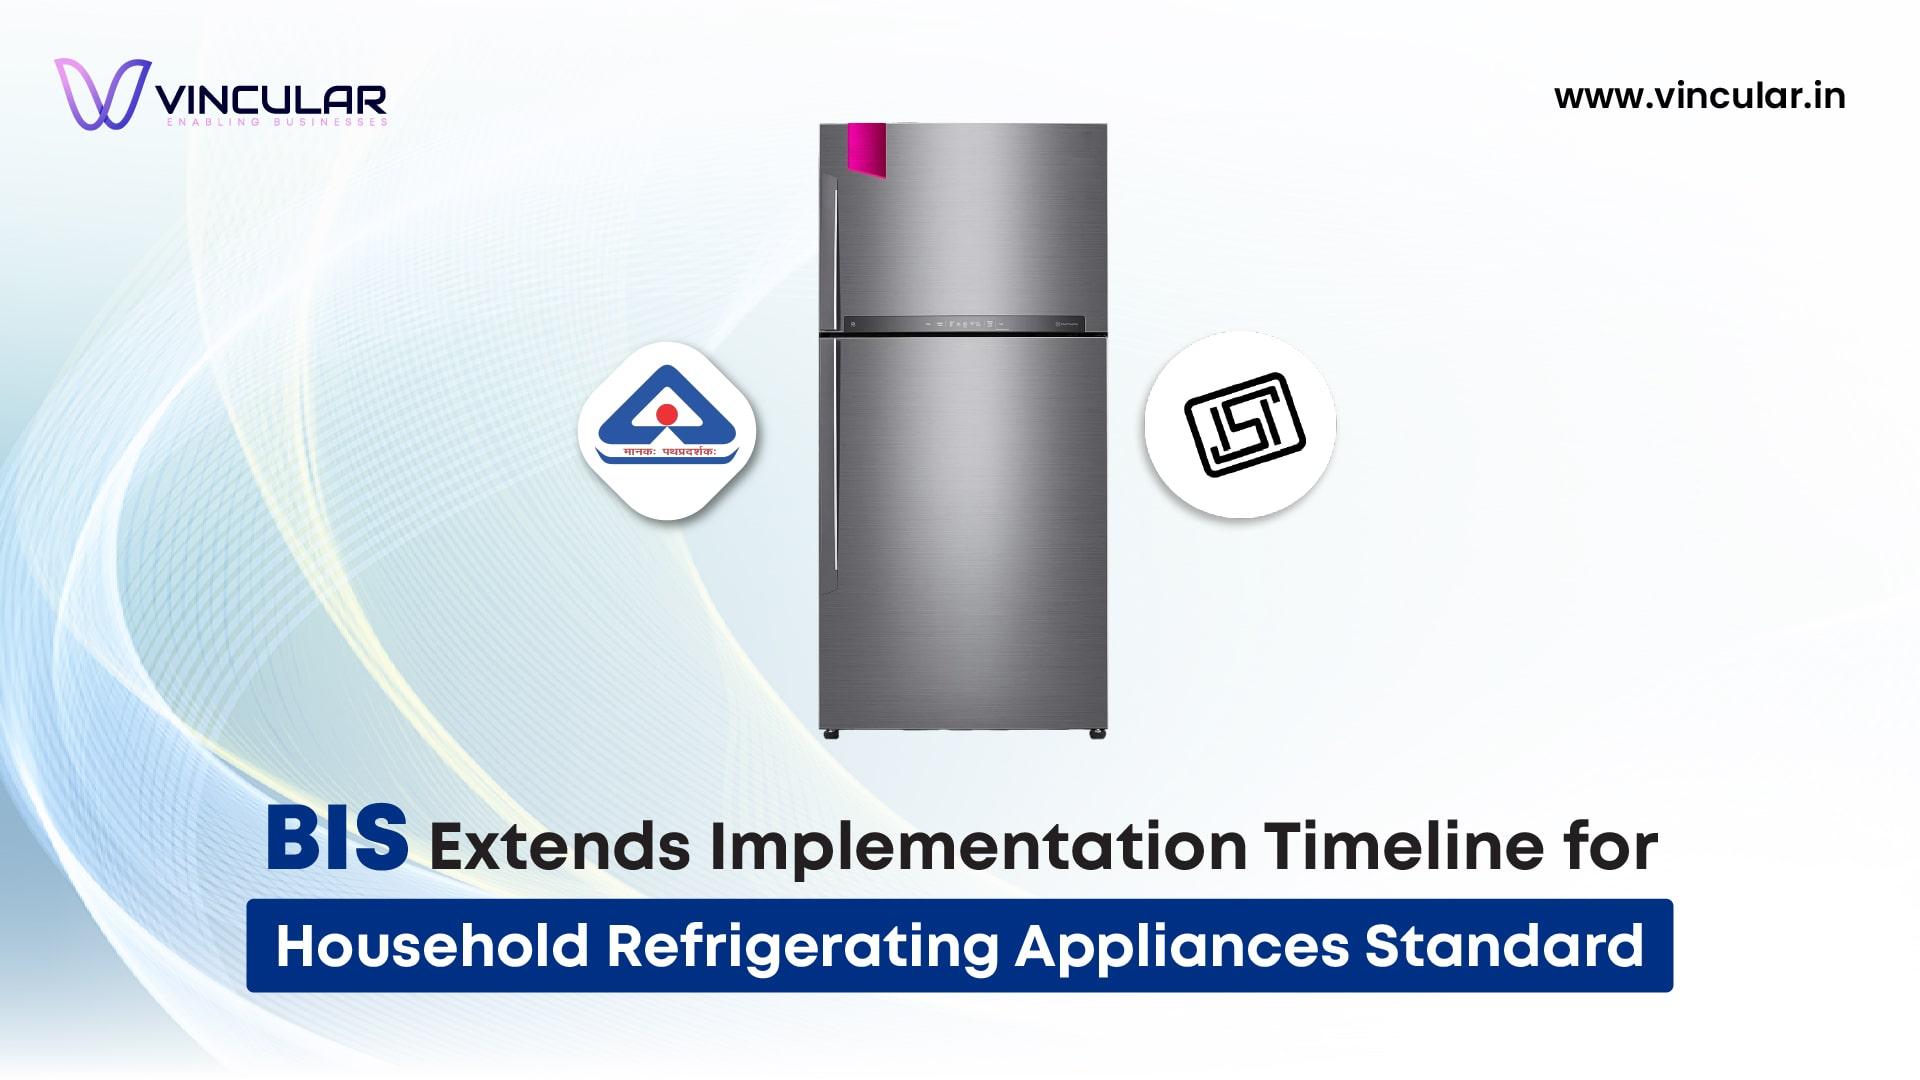 VINCULAR
ENABLING BUSINESSES
www.vincular.in
मानकः पथप्रदर्शकः
ISI
BIS Extends Implementation Timeline for
Household Refrigerating Appliances Standard